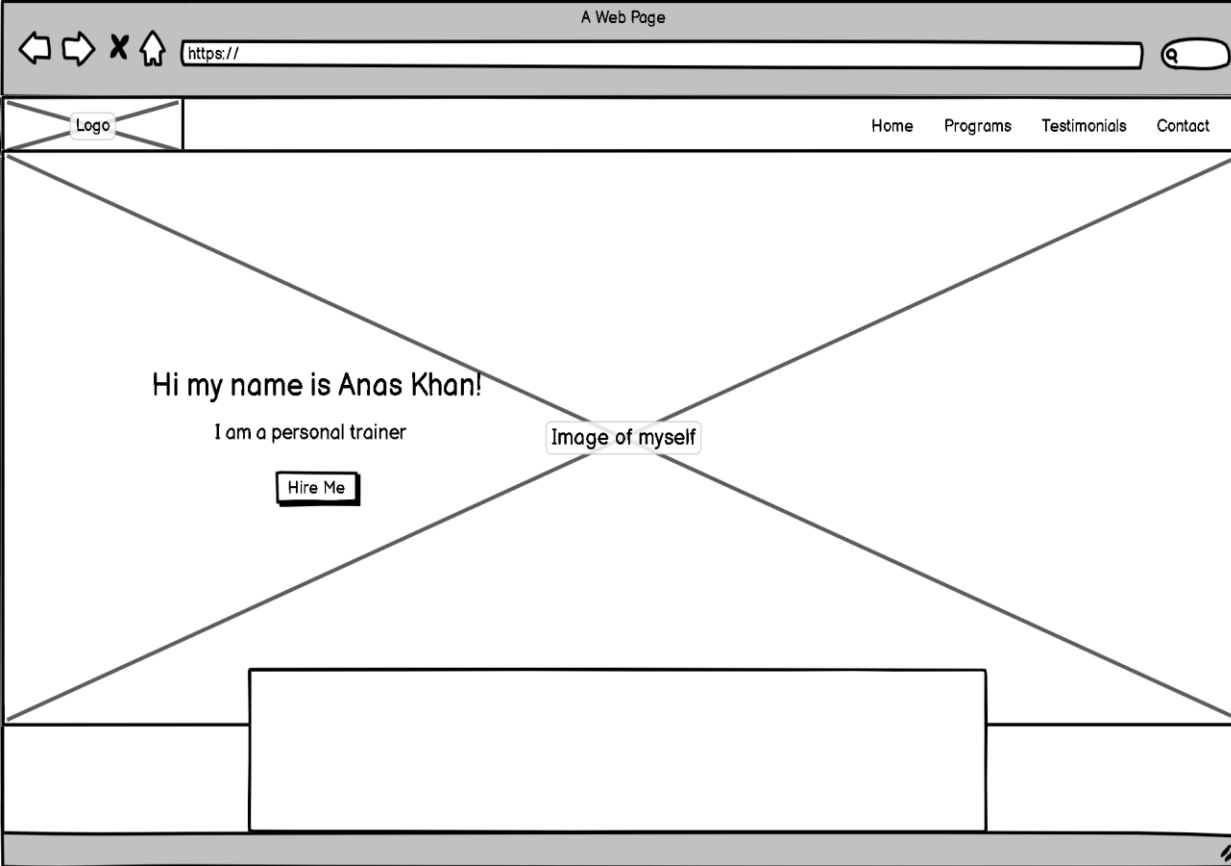 A Web Page
https://
Logo
Home Programs Testimonials Contact
Hi my name is Anas Khan!
I am a personal trainer
Image of myself
Hire Me